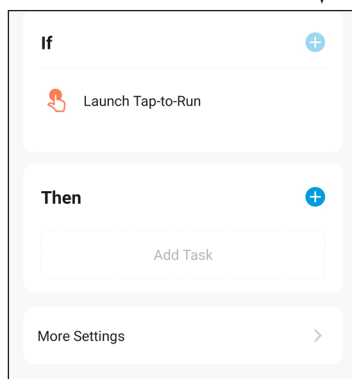 If
Launch Tap-to-Run
Then
Add Task
More Settings